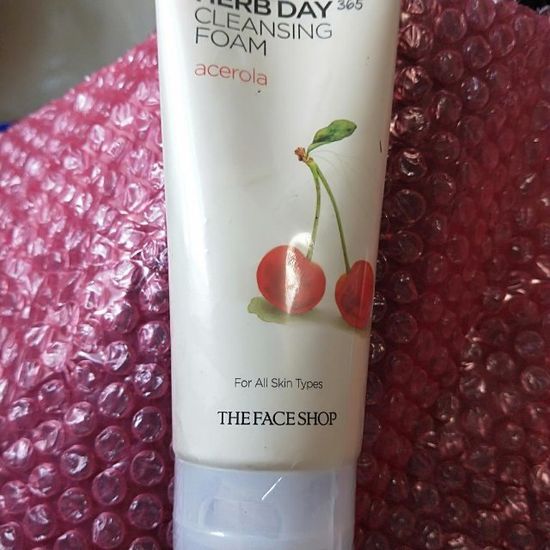 HERB DAY 365
CLEANSING
FOAM
acerola
For All Skin Types
THE FACE SHOP